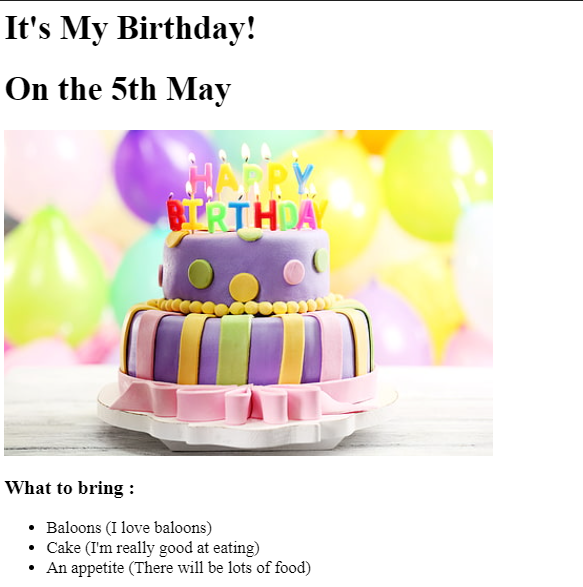 It's My Birthday!
On the 5th May
HAPPY
BIRTHDAY
What to bring :
Baloons (I love baloons)
Cake (I'm really good at eating)
An appetite (There will be lots of food)